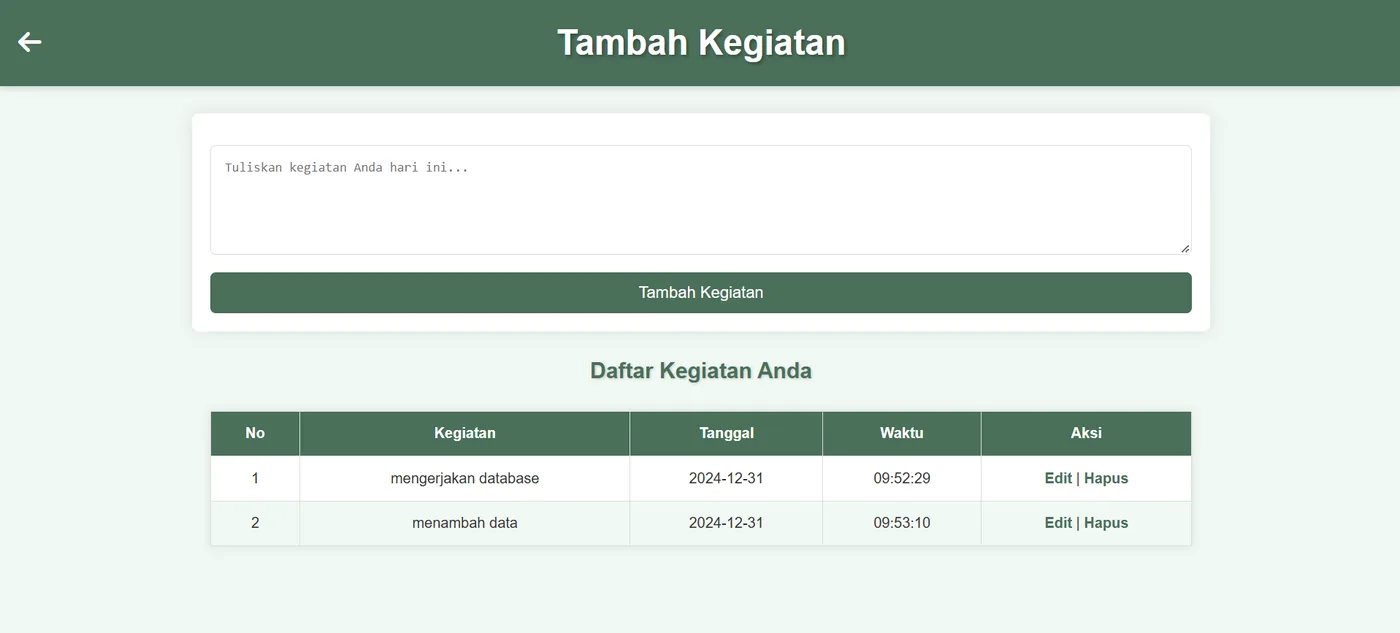 Tambah Kegiatan
Tuliskan kegiatan Anda hari ini...
Tambah Kegiatan
Daftar Kegiatan Anda
No Kegiatan Tanggal Waktu Aksi
1 mengerjakan database 2024-12-31 09:52:29 Edit | Hapus
2 menambah data 2024-12-31 09:53:10 Edit | Hapus